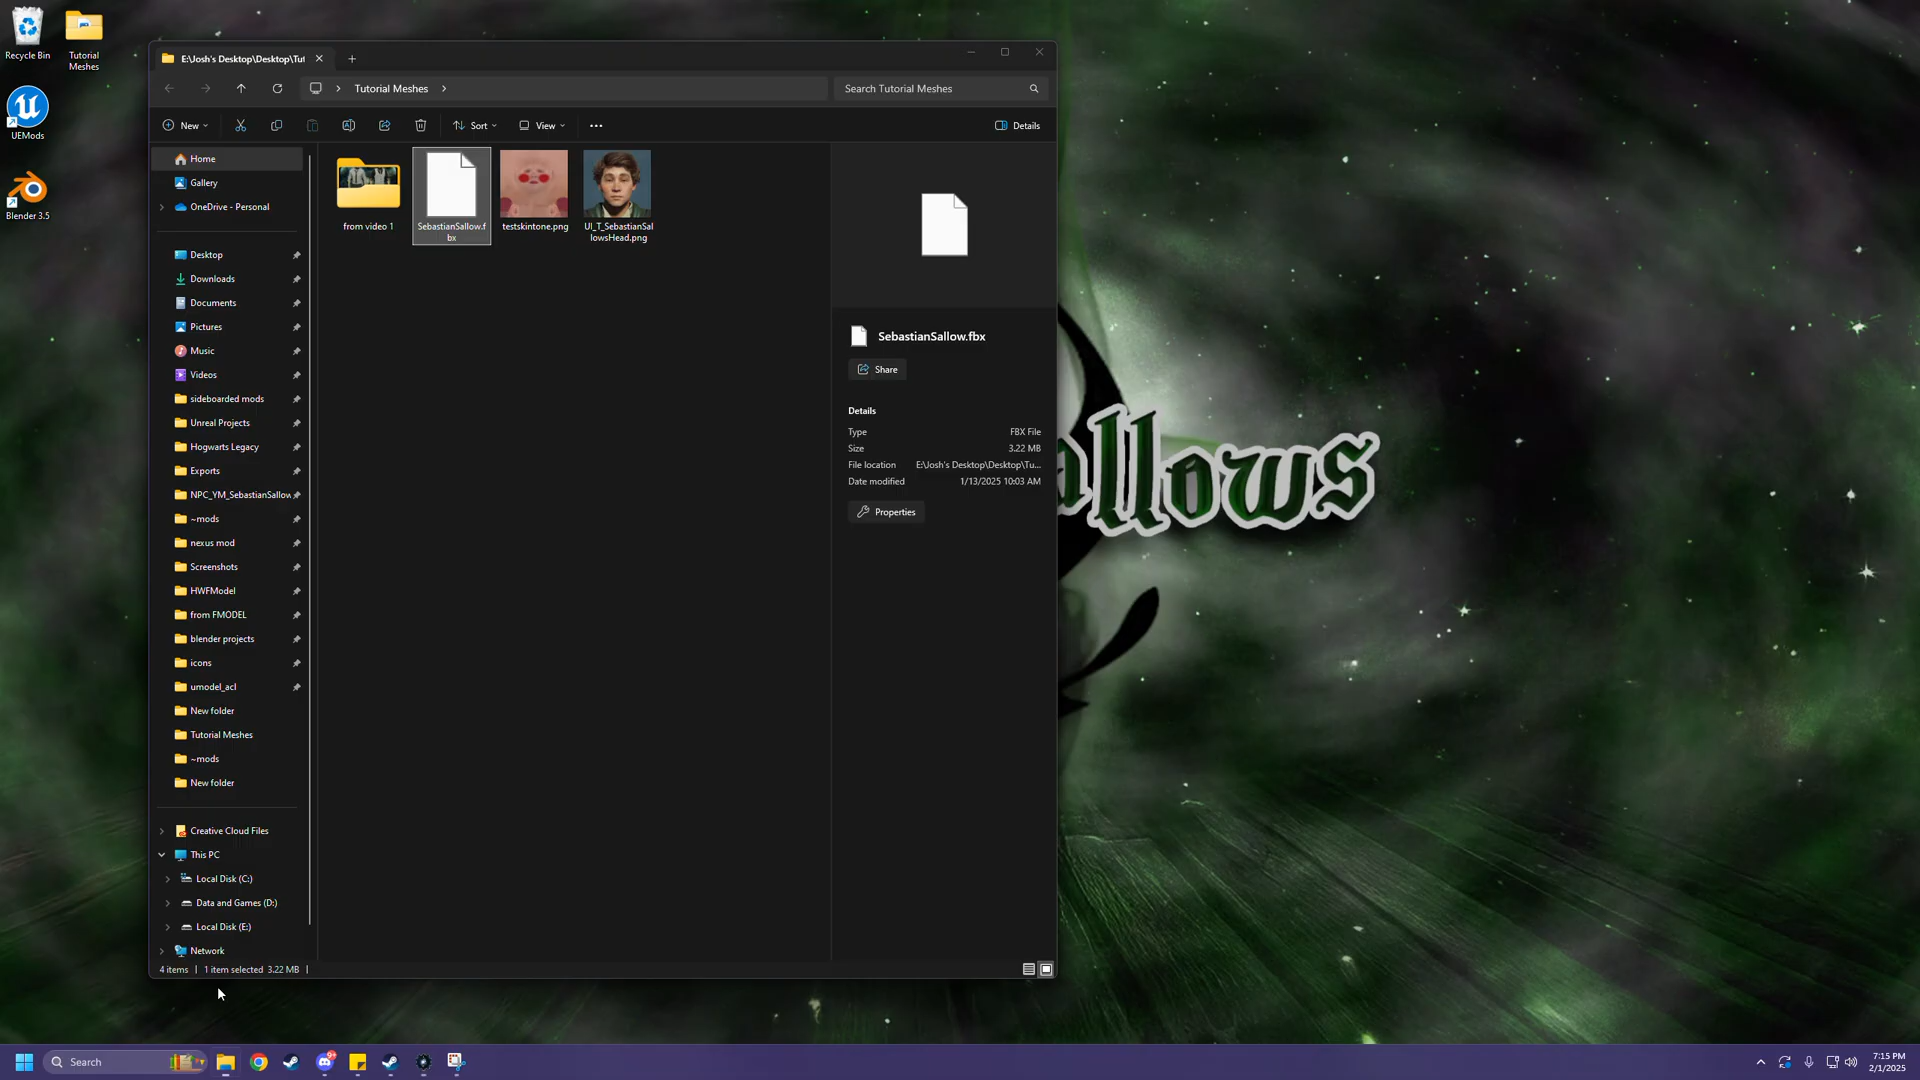 Recycle Bin
Tutorial
Meshes
UEMods
Blender 3.5
E:\Josh's Desktop\Desktop\Tut
Tutorial Meshes
Search Tutorial Meshes
New
Sort
View
Details
Home
Gallery
OneDrive - Personal
Desktop
Downloads
Documents
Pictures
Music
Videos
sideboarded mods
Unreal Projects
Hogwarts Legacy
Exports
NPC_YM_SebastianSallow
~mods
nexus mod
Screenshots
HWFModel
from FMODEL
blender projects
icons
umodel_acl
New folder
Tutorial Meshes
~mods
New folder
Creative Cloud Files
This PC
Local Disk (C:)
Data and Games (D:)
Local Disk (E:)
Network
from video 1
SebastianSallow.f
bx
testskintone.png
UI_T_SebastianSal
lowsHead.png
SebastianSallow.fbx
Share
Details
Type FBX File
Size 3.22 MB
File location E:\Josh's Desktop\Desktop\Tu...
Date modified 1/13/2025 10:03 AM
Properties
4 items
1 item selected 3.22 MB
allows
Search
9+
7:15 PM
2/1/2025